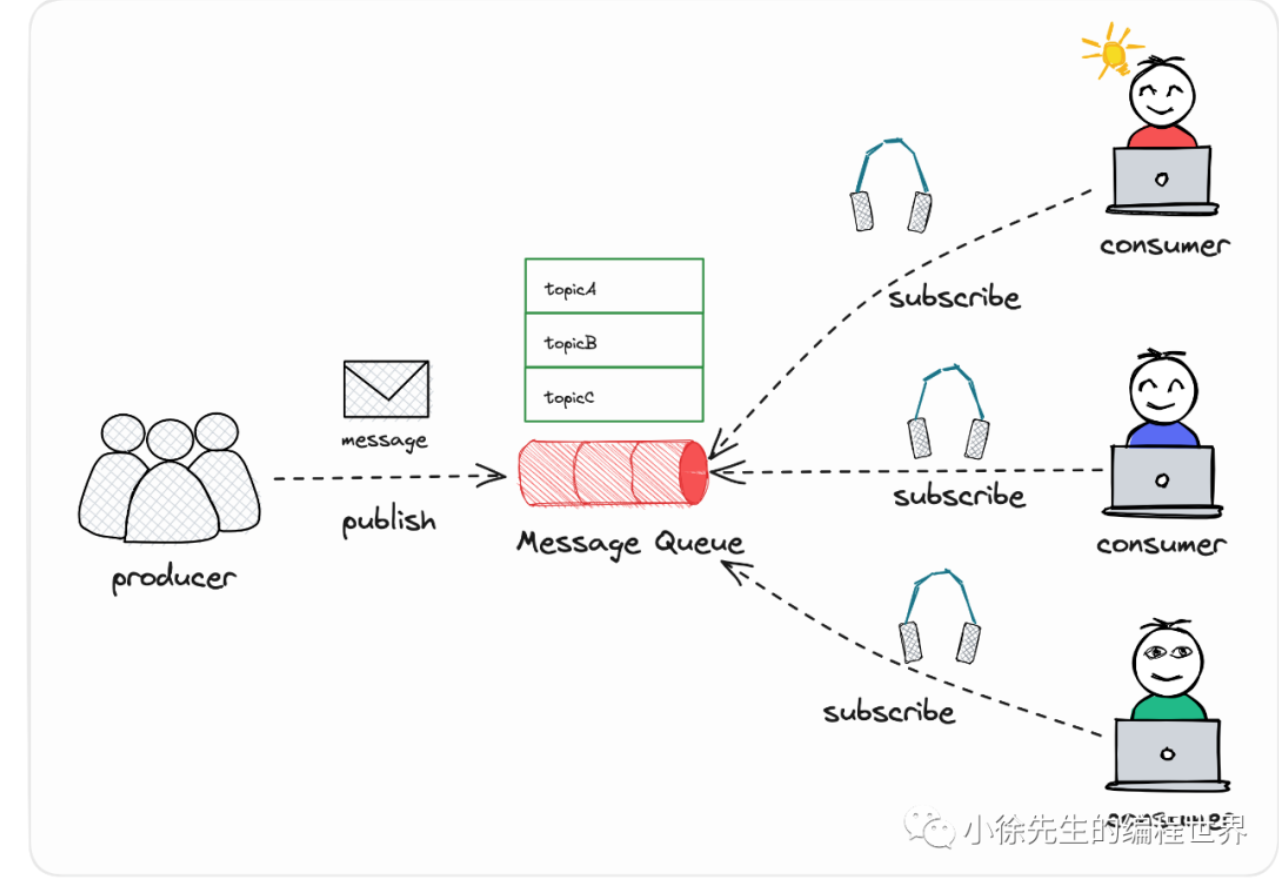 topicA
topicB
topicC
message
publish
producer
Message Queue
subscribe
consumer
subscribe
consumer
subscribe
consumer
小徐先生的编程世界